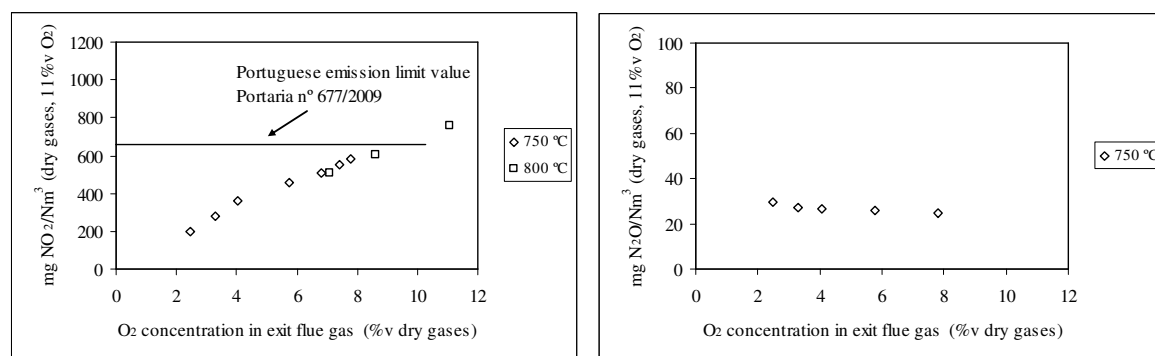 1200
1000
800
600
400
200
0
0 2 4 6 8 10 12
mg NO2/Nm3 (dry gases, 11%v O2)
O2 concentration in exit flue gas (%v dry gases)
Portuguese emission limit value
Portaria nº 677/2009
750 ºC
800 ºC
100
80
60
40
20
0
0 2 4 6 8 10 12
mg N2O/Nm3 (dry gases, 11%v O2)
O2 concentration in exit flue gas (%v dry gases)
750 ºC